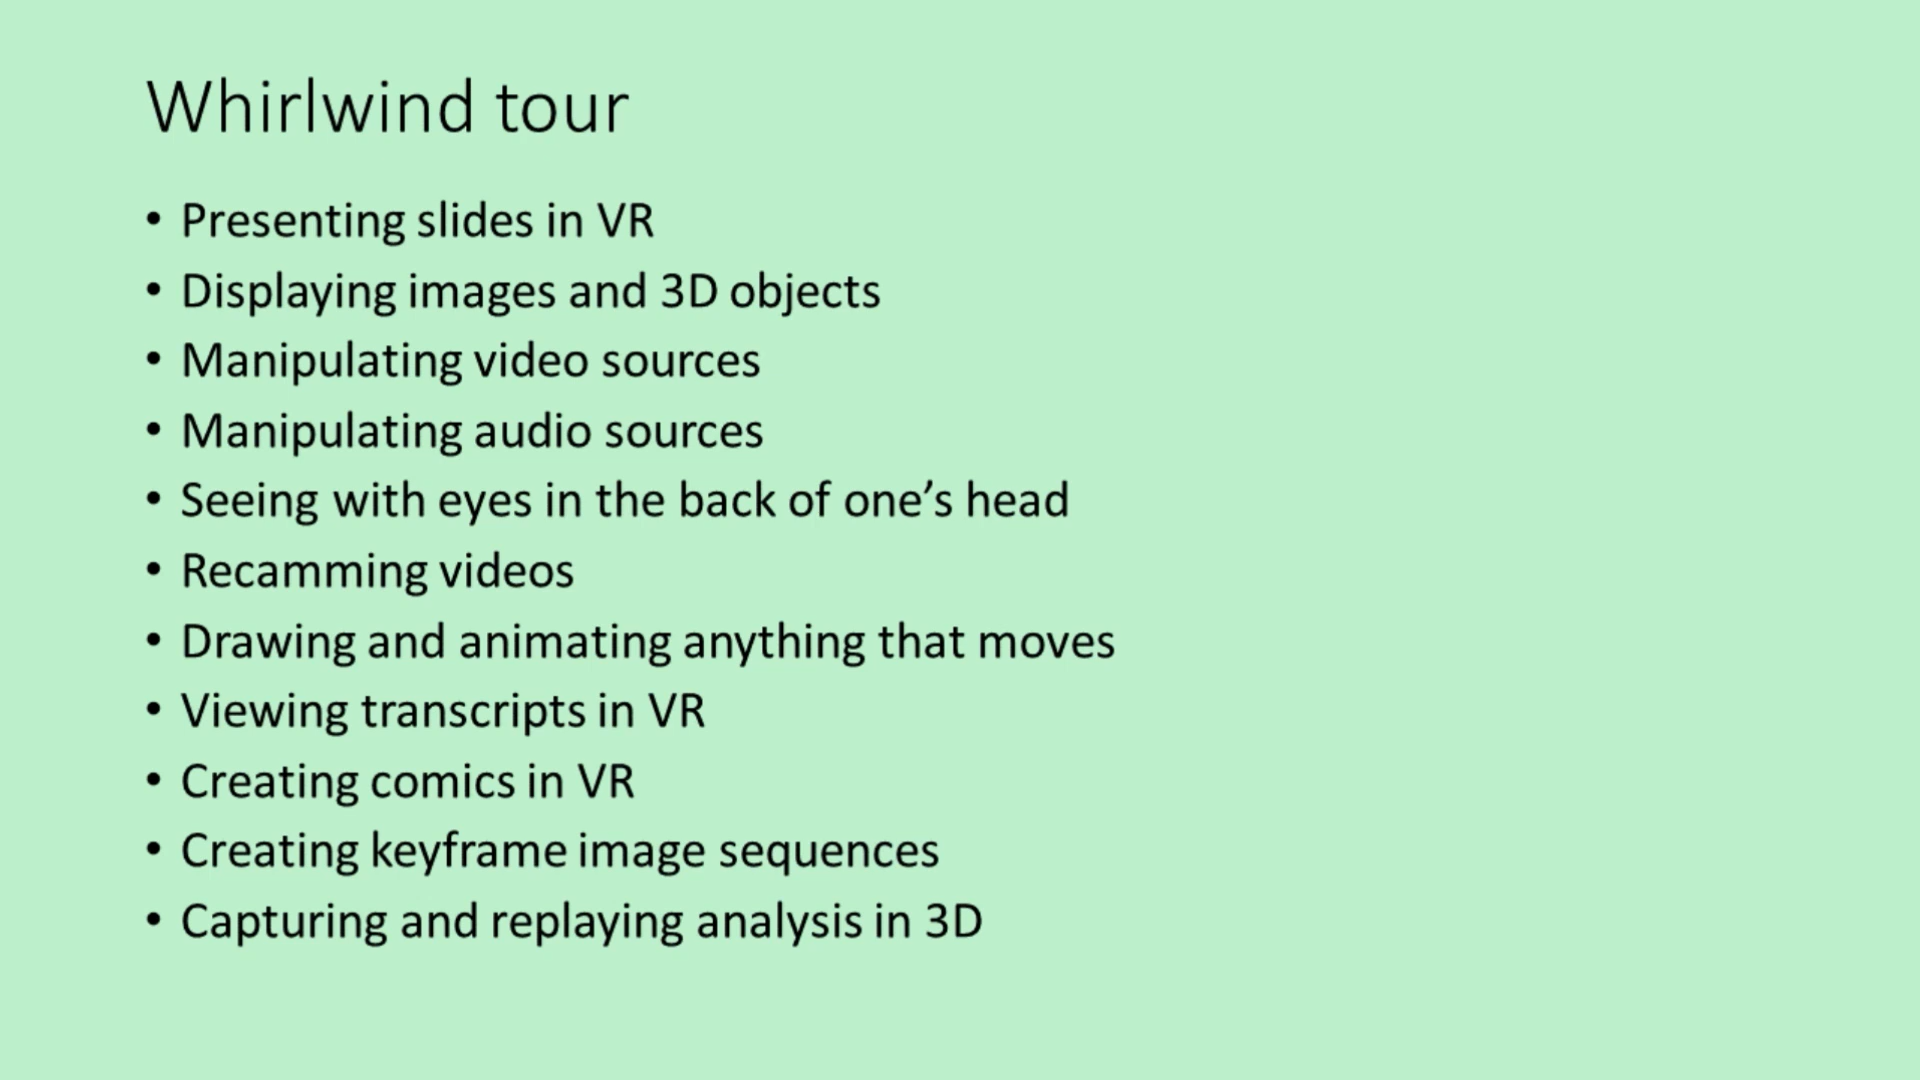 Whirlwind tour
• Presenting slides in VR
• Displaying images and 3D objects
• Manipulating video sources
• Manipulating audio sources
• Seeing with eyes in the back of one’s head
• Recamming videos
• Drawing and animating anything that moves
• Viewing transcripts in VR
• Creating comics in VR
• Creating keyframe image sequences
• Capturing and replaying analysis in 3D